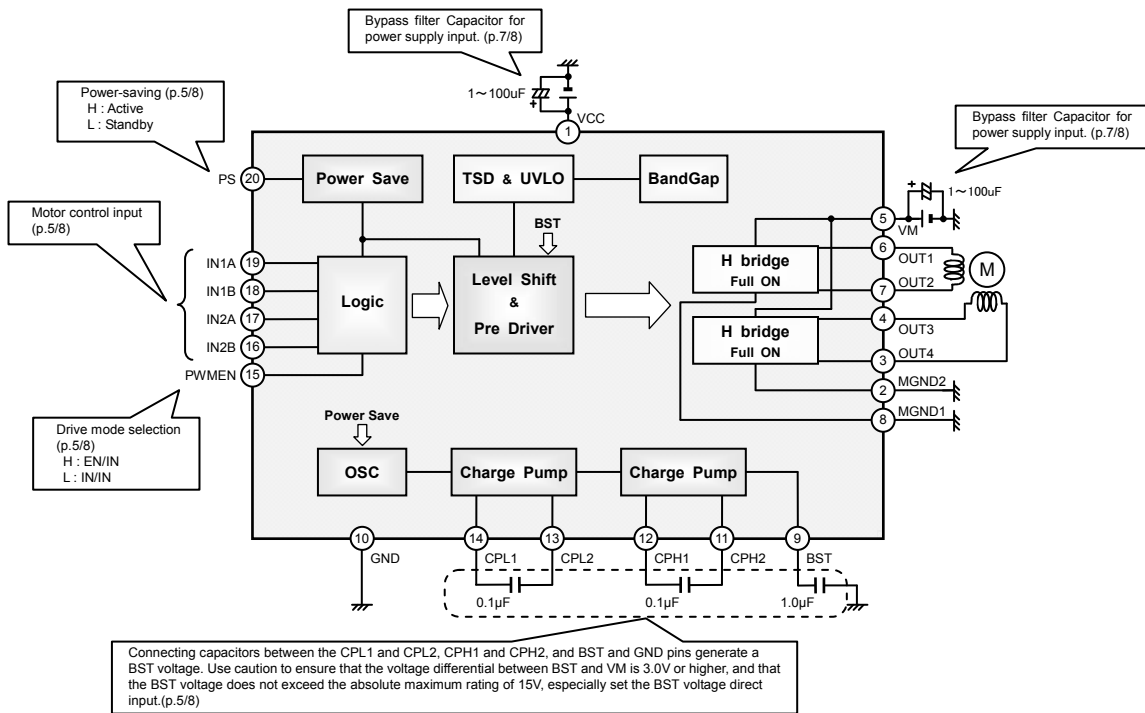 Bypass filter Capacitor for
power supply input. (p.7/8)
Power-saving (p.5/8)
H : Active
L : Standby
1～100uF
+
1
VCC
Bypass filter Capacitor for
power supply input. (p.7/8)
PS
20
Power Save
TSD & UVLO
BandGap
+
1～100uF
5
VM
Motor control input
(p.5/8)
BST
6
OUT1
H bridge
Full ON
M
7
OUT2
IN1A
19
IN1B
18
IN2A
17
IN2B
16
PWMEN
15
Logic
Level Shift
&
Pre Driver
4
OUT3
H bridge
Full ON
3
OUT4
2
MGND2
8
MGND1
Drive mode selection
(p.5/8)
H : EN/IN
L : IN/IN
Power Save
OSC
Charge Pump
Charge Pump
10
GND
14
CPL1
13
CPL2
12
CPH1
11
CPH2
9
BST
0.1μF
0.1μF
1.0μF
Connecting capacitors between the CPL1 and CPL2, CPH1 and CPH2, and BST and GND pins generate a
BST voltage. Use caution to ensure that the voltage differential between BST and VM is 3.0V or higher, and that
the BST voltage does not exceed the absolute maximum rating of 15V, especially set the BST voltage direct
input.(p.5/8)